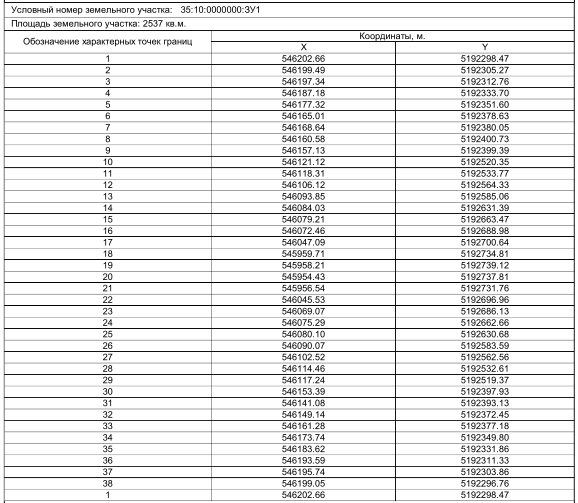 Условный номер земельного участка: 35:10:0000000:ЗУ1
Площадь земельного участка: 2537 кв.м.
Обозначение характерных точек границ Координаты, м.
X Y
1 546202.66 5192298.47
2 546199.49 5192305.27
3 546197.34 5192312.76
4 546187.18 5192333.70
5 546177.32 5192351.60
6 546165.01 5192378.63
7 546168.64 5192380.05
8 546160.58 5192400.73
9 546157.13 5192399.39
10 546121.12 5192520.35
11 546118.31 5192533.77
12 546106.12 5192564.33
13 546093.85 5192585.06
14 546084.03 5192631.39
15 546079.21 5192663.47
16 546072.46 5192688.98
17 546047.09 5192700.64
18 545959.71 5192734.81
19 545958.21 5192739.12
20 545954.43 5192737.81
21 545956.54 5192731.76
22 546045.53 5192696.96
23 546069.07 5192686.13
24 546075.29 5192662.66
25 546080.10 5192630.68
26 546090.07 5192583.59
27 546102.52 5192562.56
28 546114.46 5192532.61
29 546117.24 5192519.37
30 546153.39 5192397.93
31 546141.08 5192393.13
32 546149.14 5192372.45
33 546161.28 5192377.18
34 546173.74 5192349.80
35 546183.62 5192331.86
36 546193.59 5192311.33
37 546195.74 5192303.86
38 546199.05 5192296.76
1 546202.66 5192298.47